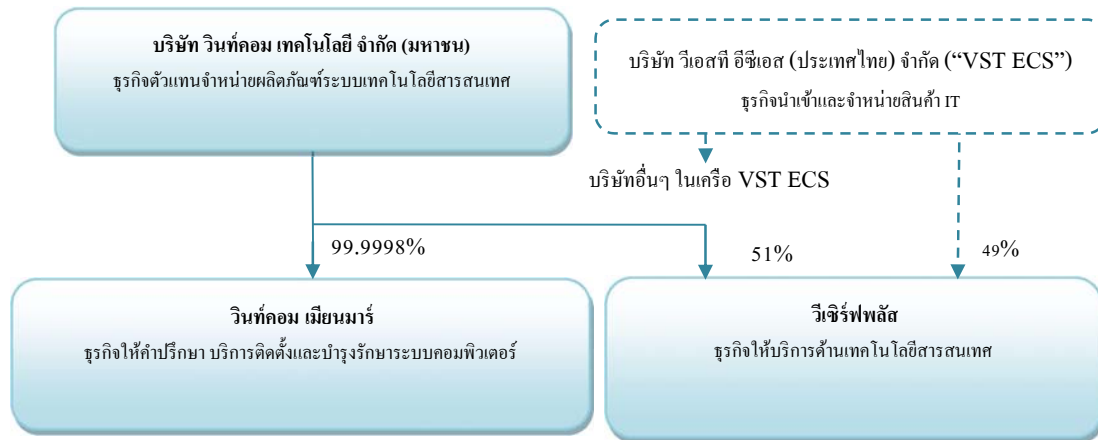 บริษัท วินท์คอม เทคโนโลยี จำกัด (มหาชน)
ธุรกิจตัวแทนจำหน่ายผลิตภัณฑ์ระบบเทคโนโลยีสารสนเทศ
บริษัท วีเอสที อีซีเอส (ประเทศไทย) จำกัด (“VST ECS”)
ธุรกิจนำเข้าและจำหน่ายสินค้า IT
บริษัทอื่นๆ ในเครือ VST ECS
99.9998%
51%
49%
วินท์คอม เมียนมาร์
ธุรกิจให้คำปรึกษา บริการติดตั้งและบำรุงรักษาระบบคอมพิวเตอร์
วีเซิร์ฟพลัส
ธุรกิจให้บริการด้านเทคโนโลยีสารสนเทศ